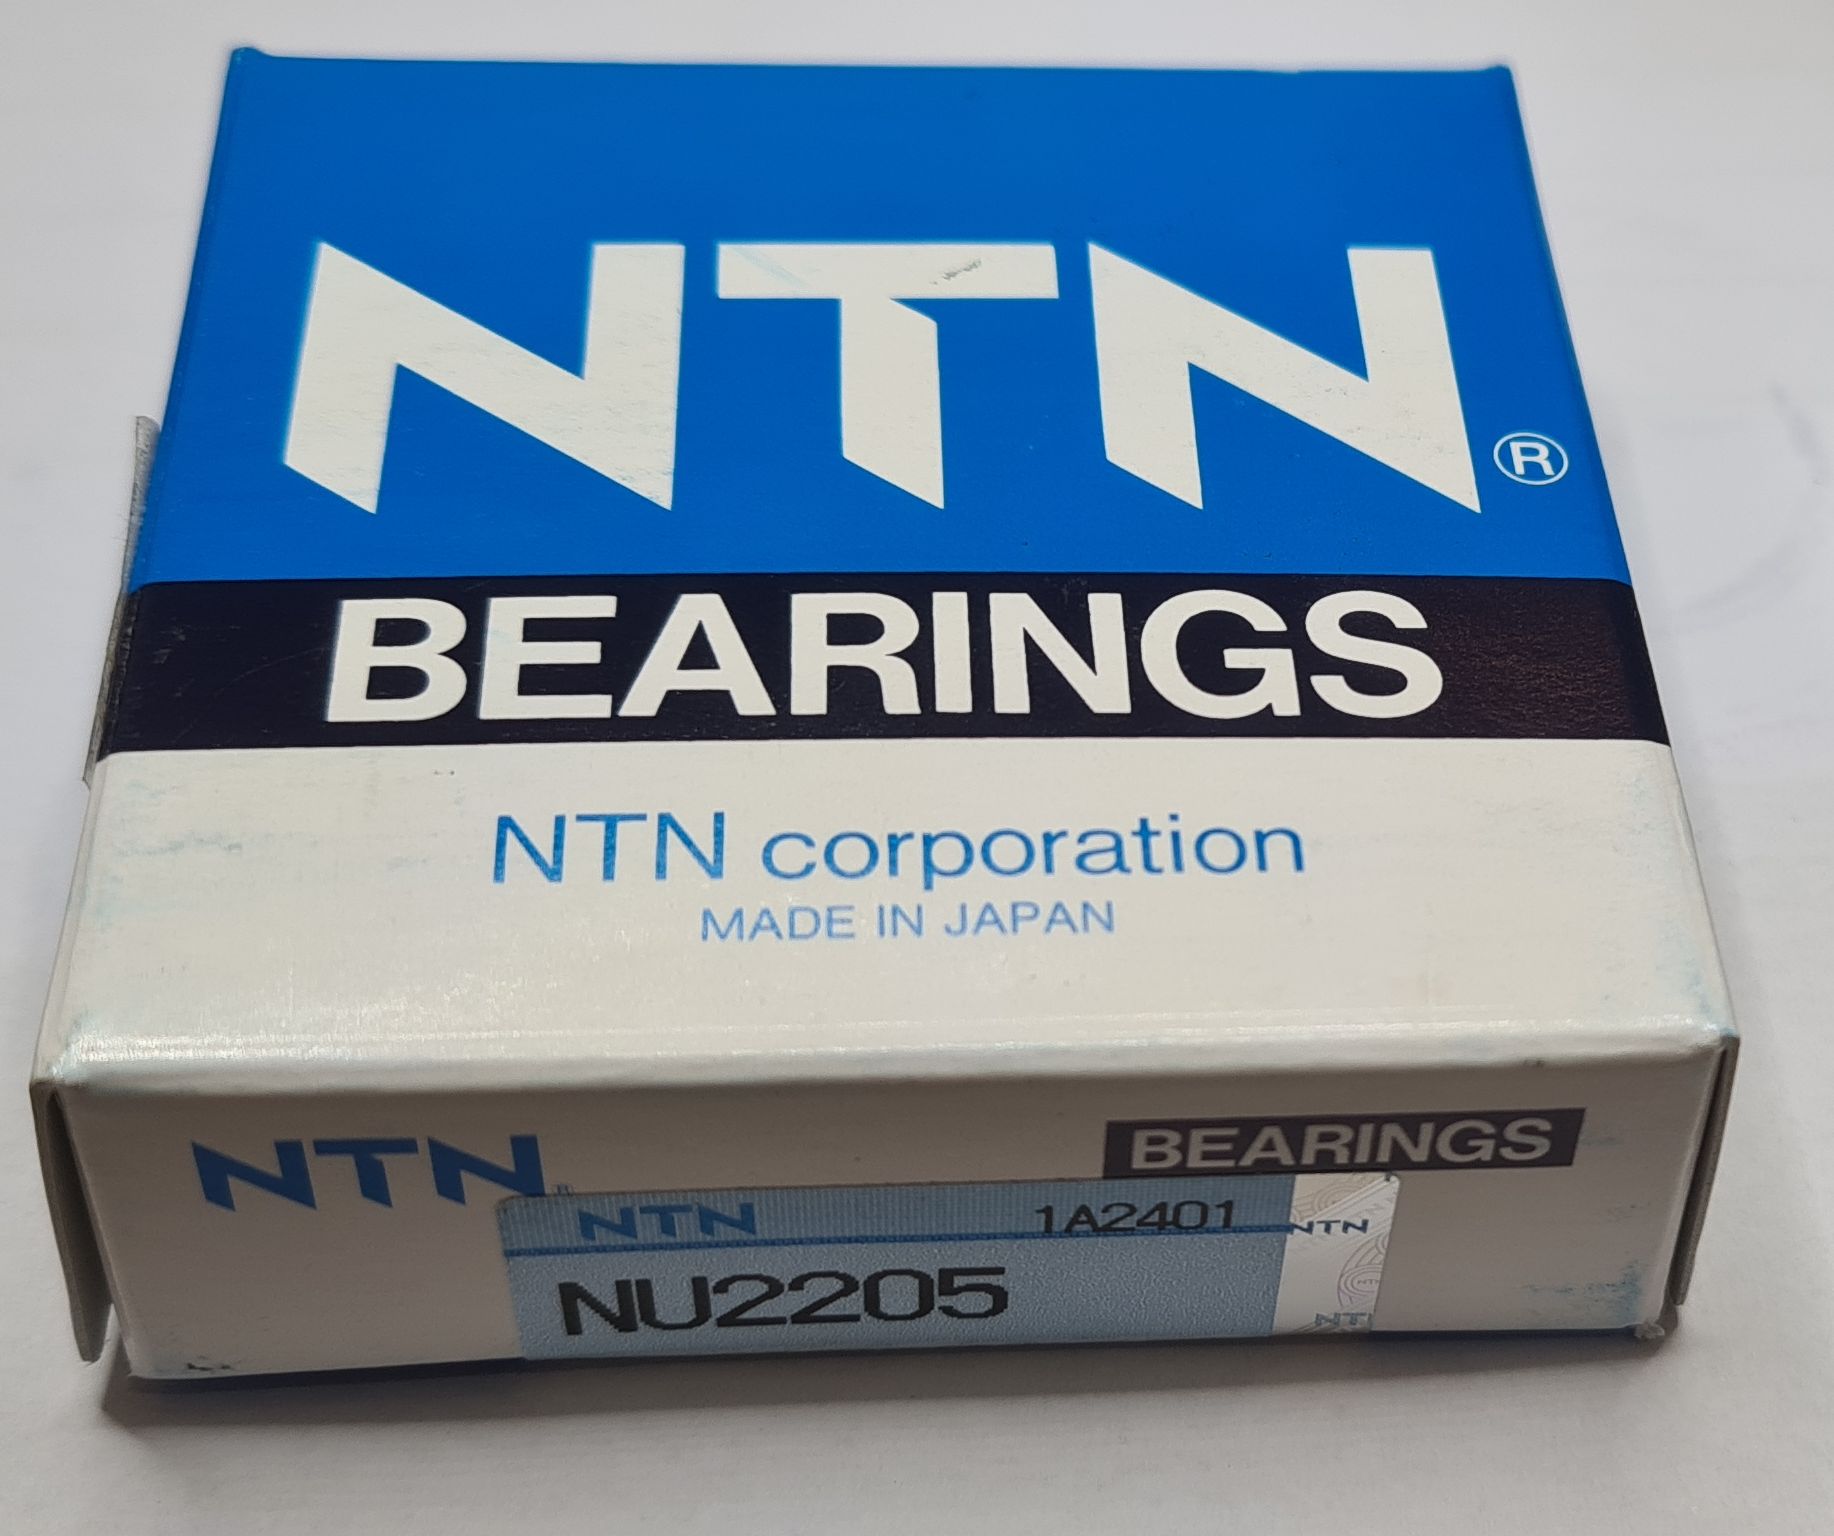 NTN®
BEARINGS
NTN corporation
MADE IN JAPAN
NTN®
BEARINGS
NTN 1A2401 NTN
NU2205